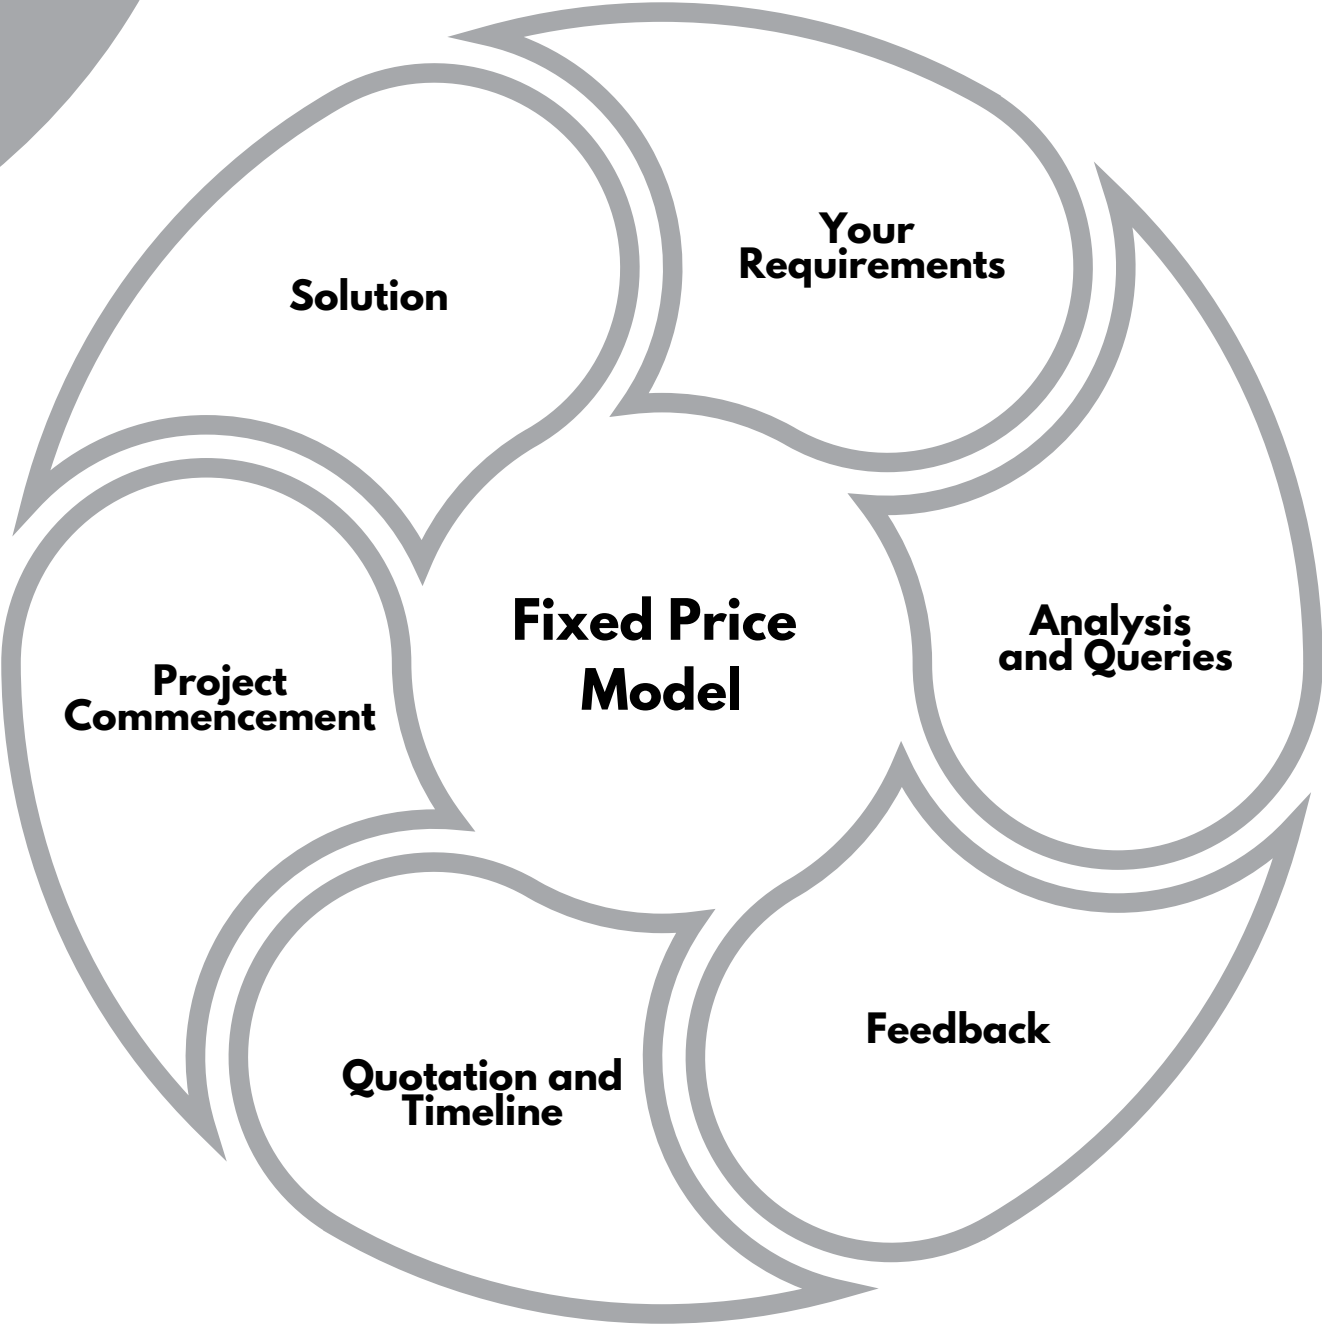 Your
Requirements
Solution
Fixed Price
Model
Analysis
and Queries
Project
Commencement
Feedback
Quotation and
Timeline